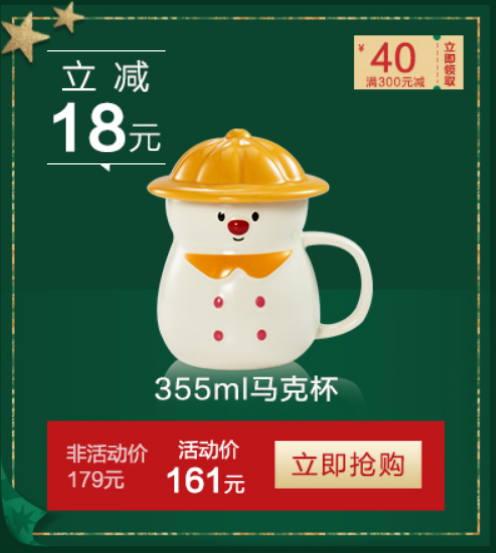 立减
18元
¥40
满300元减
立即领取
355ml马克杯
非活动价
179元
活动价
161元
立即抢购